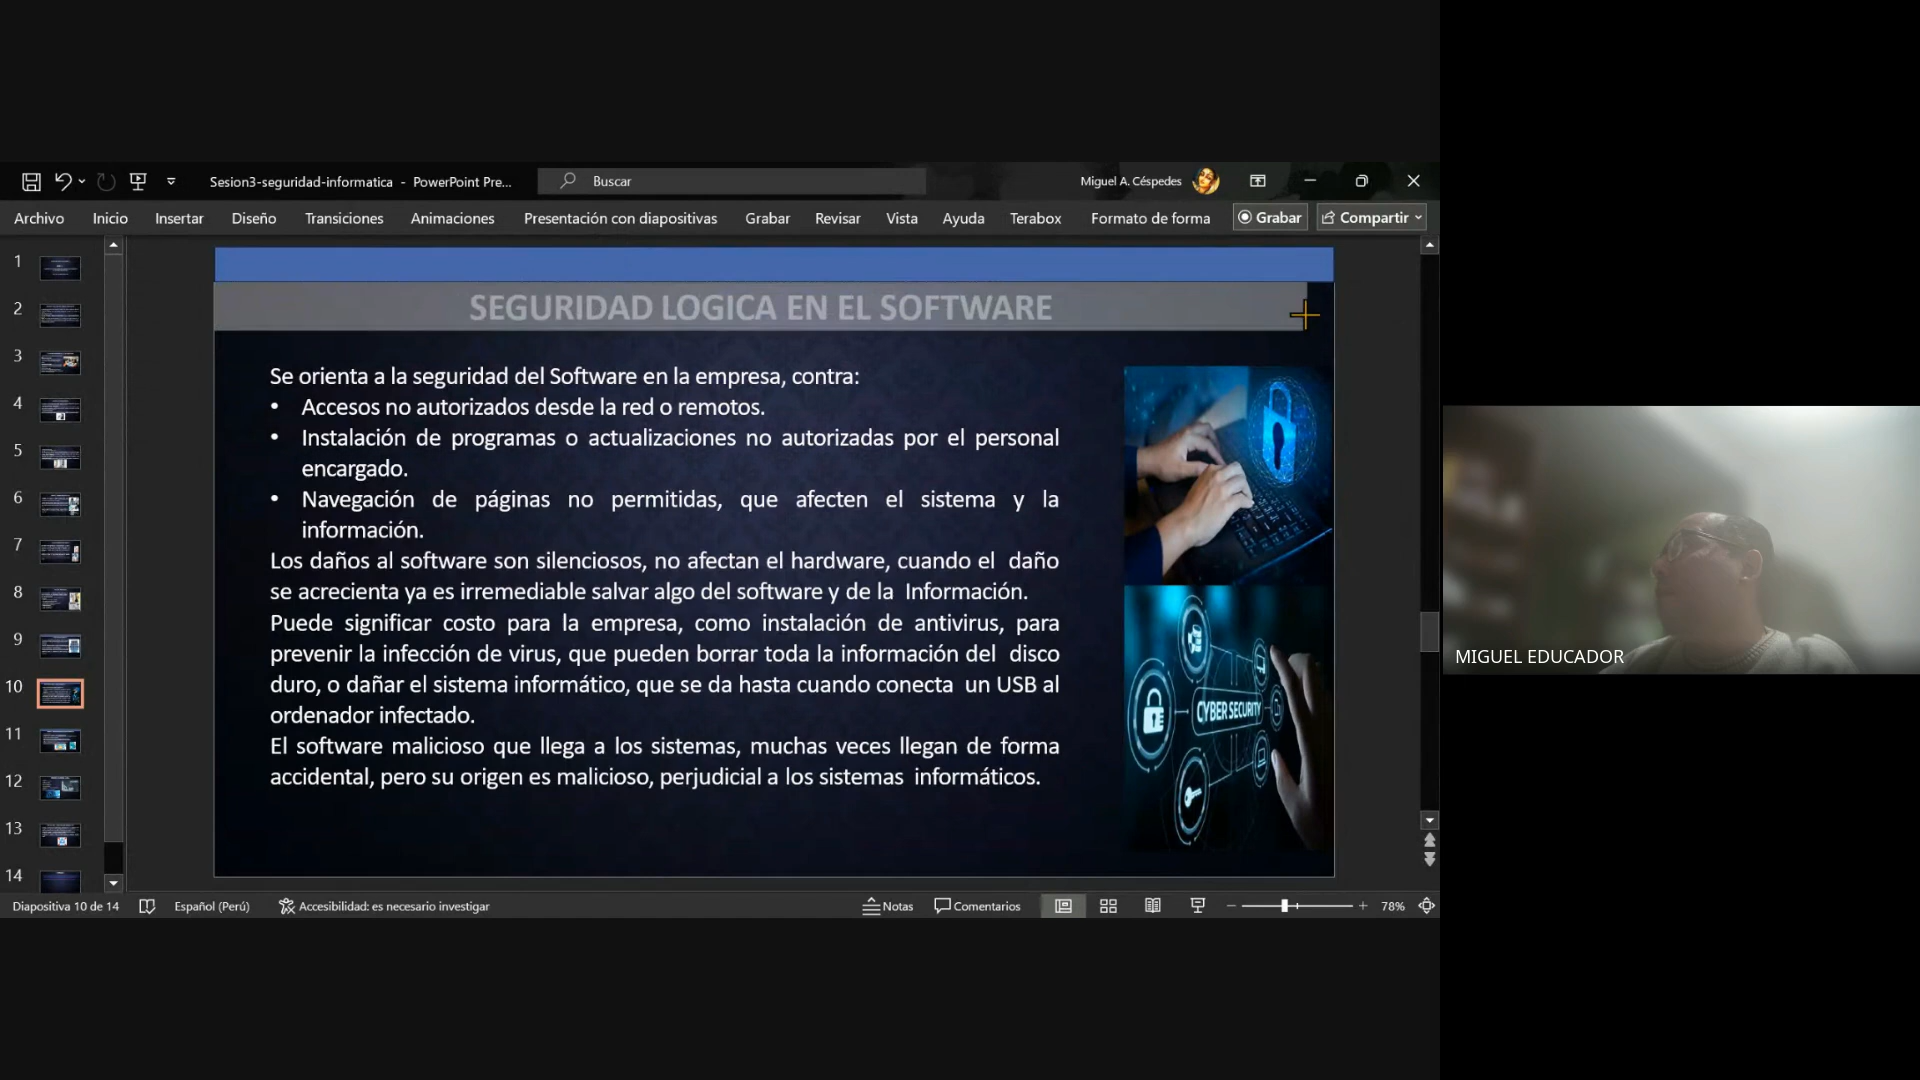 Sesion3-seguridad-informatica - PowerPoint Pre...
Buscar
Miguel A. Céspedes
Archivo Inicio Insertar Diseño Transiciones Animaciones Presentación con diapositivas Grabar Revisar Vista Ayuda Terabox Formato de forma Grabar Compartir
1
2
3
4
5
6
7
8
9
10
11
12
13
14
SEGURIDAD LOGICA EN EL SOFTWARE
Se orienta a la seguridad del Software en la empresa, contra:
• Accesos no autorizados desde la red o remotos.
• Instalación de programas o actualizaciones no autorizadas por el personal
encargado.
• Navegación de páginas no permitidas, que afecten el sistema y la
información.
Los daños al software son silenciosos, no afectan el hardware, cuando el daño
se acrecienta ya es irremediable salvar algo del software y de la Información.
Puede significar costo para la empresa, como instalación de antivirus, para
prevenir la infección de virus, que pueden borrar toda la información del disco
duro, o dañar el sistema informático, que se da hasta cuando conecta un USB al
ordenador infectado.
El software malicioso que llega a los sistemas, muchas veces llegan de forma
accidental, pero su origen es malicioso, perjudicial a los sistemas informáticos.
CYBER SECURITY
MIGUEL EDUCADOR
Diapositiva 10 de 14 Español (Perú) Accesibilidad: es necesario investigar Notas Comentarios 78%